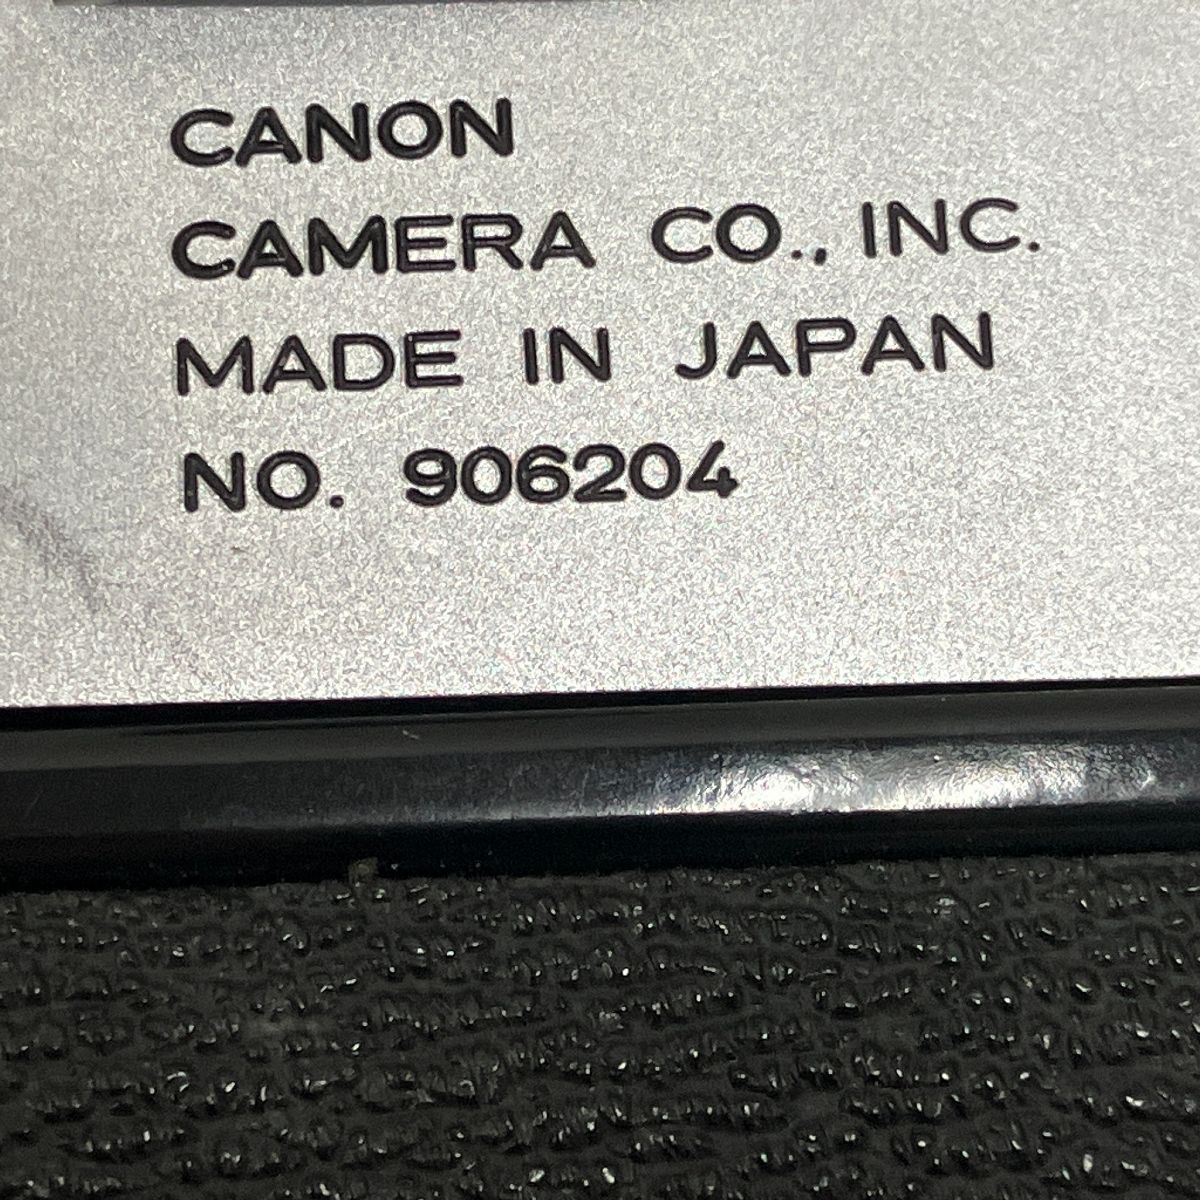 CANON
CAMERA CO., INC.
MADE IN JAPAN
NO. 906204